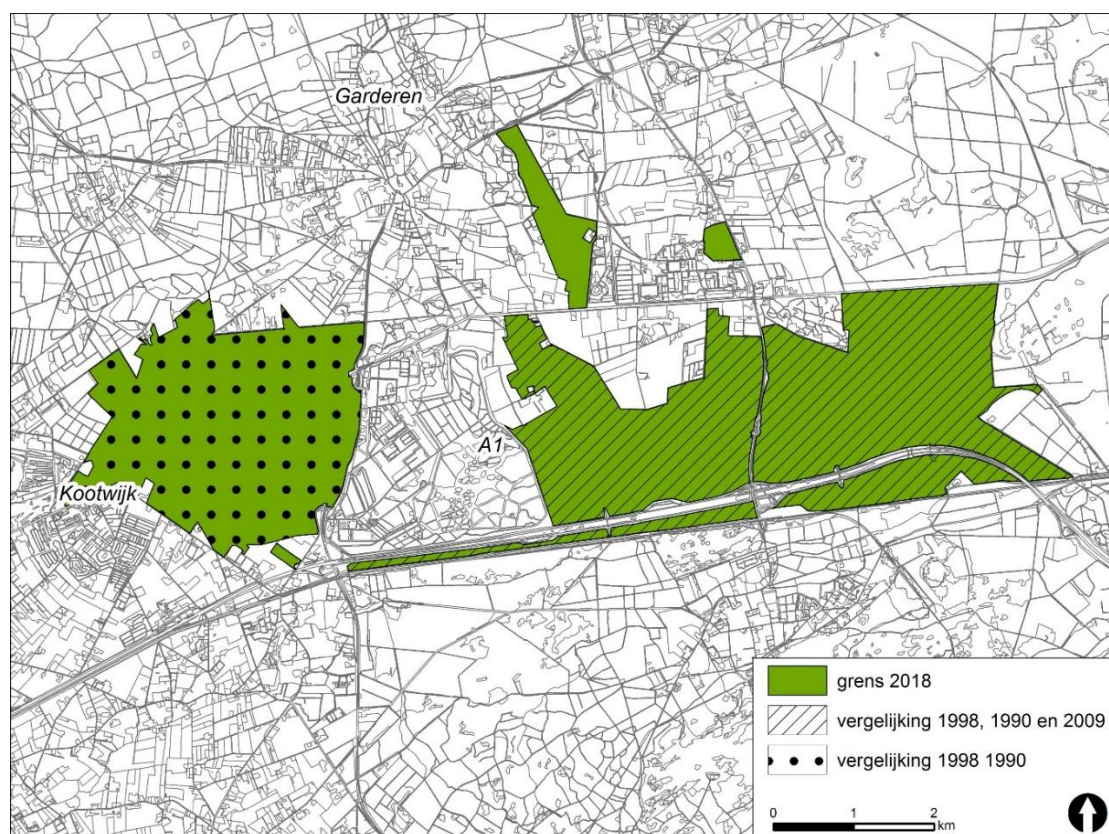 Garderen
A1
Kootwijk
grens 2018
vergelijking 1998, 1990 en 2009
vergelijking 1998 1990
0 1 2
km